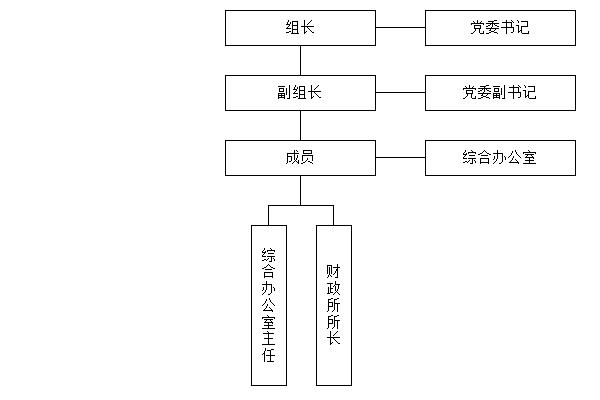 组长
党委书记
副组长
党委副书记
成员
综合办公室
综合办公室主任
财政所所长